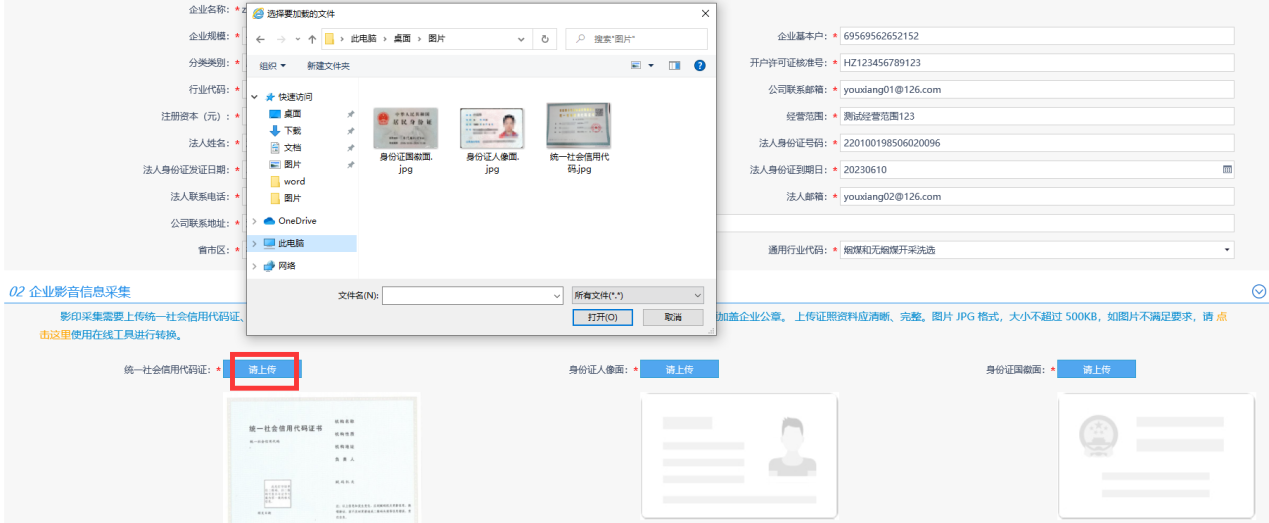 企业名称: * z
选择要加载的文件
企业规模: *
此电脑 › 桌面 › 图片
搜索"图片"
企业基本户: * 69569562652152
分类类别: *
组织 新建文件夹
开户许可证核准号: * HZ123456789123
行业代码: *
快速访问
公司联系邮箱: * youxiang01@126.com
注册资本（元）: *
桌面
下载
文档
图片
word
图片
OneDrive
此电脑
网络
身份证国徽面.jpg
身份证人像面.jpg
统一社会信用代码.jpg
经营范围: * 测试经营范围123
法人姓名: *
法人身份证号码: * 220100198506020096
法人身份证发证日期: *
法人身份证到期日: * 20230610
法人联系电话: *
法人邮箱: * youxiang02@126.com
公司联系地址: *
省市区: *
通用行业代码: * 烟煤和无烟煤开采洗选
文件名(N):
所有文件(*.*)
打开(O) 取消
02 企业影音信息采集
影印采集需要上传统一社会信用代码证、
加盖企业公章。 上传证照资料应清晰、完整。图片 JPG 格式，大小不超过 500KB，如图片不满足要求，请 点
击这里使用在线工具进行转换。
统一社会信用代码证: * 请上传
身份证人像面: * 请上传
身份证国徽面: * 请上传
统一社会信用代码证书
机构名称
机构性质
机构地址
负责人